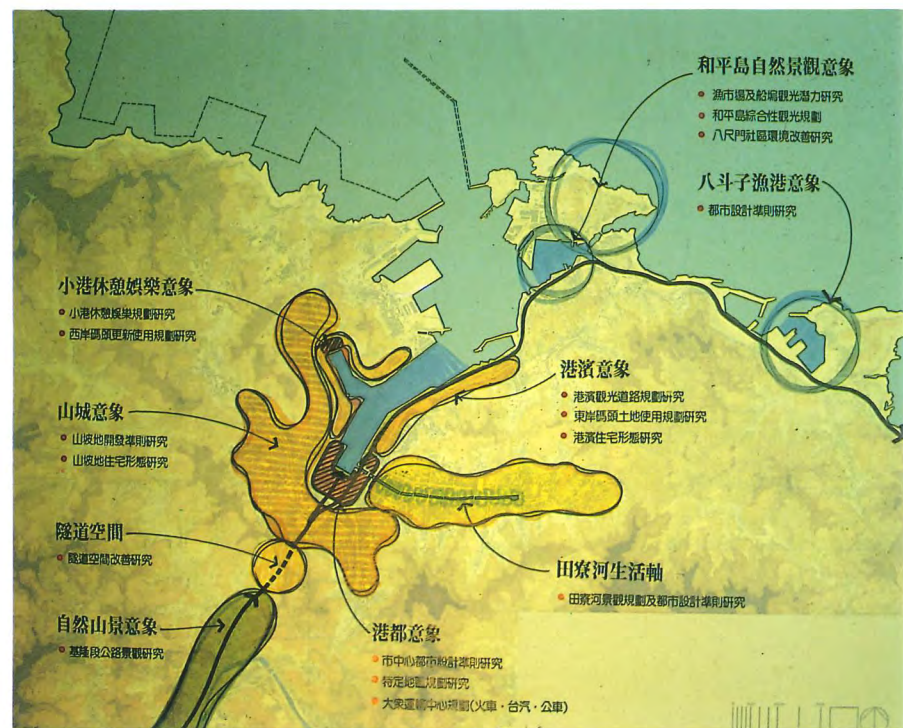 和平島自然景觀意象
漁市場及船塢觀光潛力研究
和平島綜合性觀光規劃
八尺門社區環境改善研究
八斗子漁港意象
都市設計準則研究
小港休憩娛樂意象
小港休憩娛樂規劃研究
西岸碼頭更新使用規劃研究
港濱意象
港濱觀光道路規劃研究
東岸碼頭土地使用規劃研究
港濱住宅形態研究
山城意象
山坡地開發準則研究
山坡地住宅形態研究
隧道空間
隧道空間改善研究
田寮河生活軸
田寮河景觀規劃及都市設計準則研究
自然山景意象
基隆段公路景觀研究
港都意象
市中心都市設計準則研究
特定地區規劃研究
大眾運輸中心規劃(火車・台汽・公車)